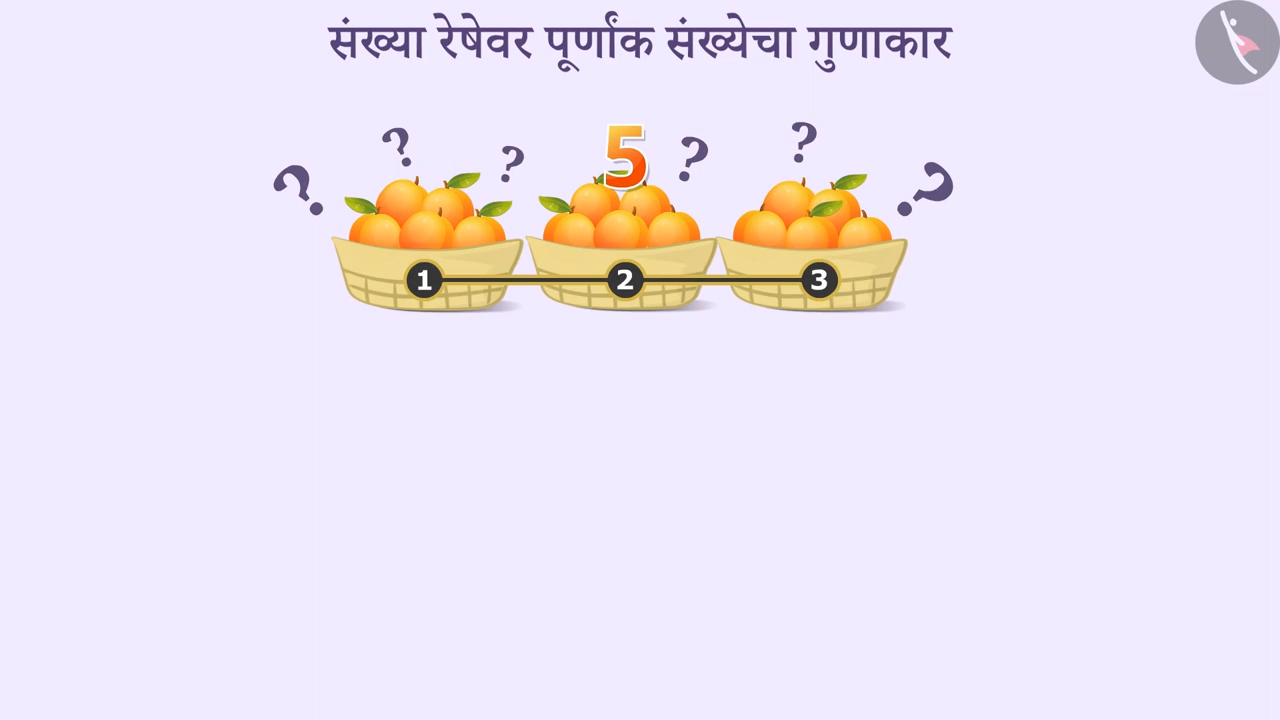 संख्या रेषेवर पूर्णांक संख्येचा गुणाकार
? ? ? 5 ? ? ?
1 2 3